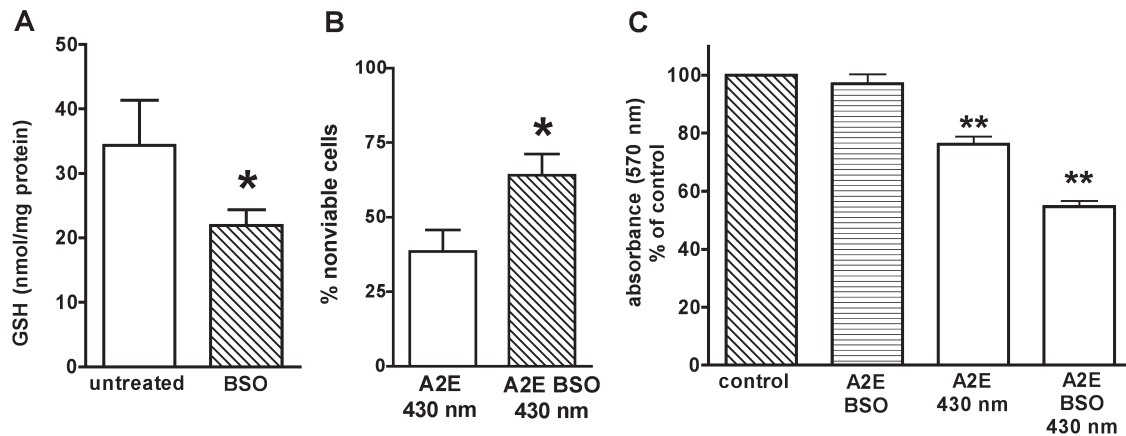 A
GSH (nmol/mg protein)
50
40
30
20
10
0
*
untreated
BSO
B
% nonviable cells
100
75
50
25
0
*
A2E
430 nm
A2E BSO
430 nm
C
absorbance (570 nm)
% of control
100
80
60
40
20
0
**
**
control
A2E
BSO
A2E
430 nm
A2E
BSO
430 nm